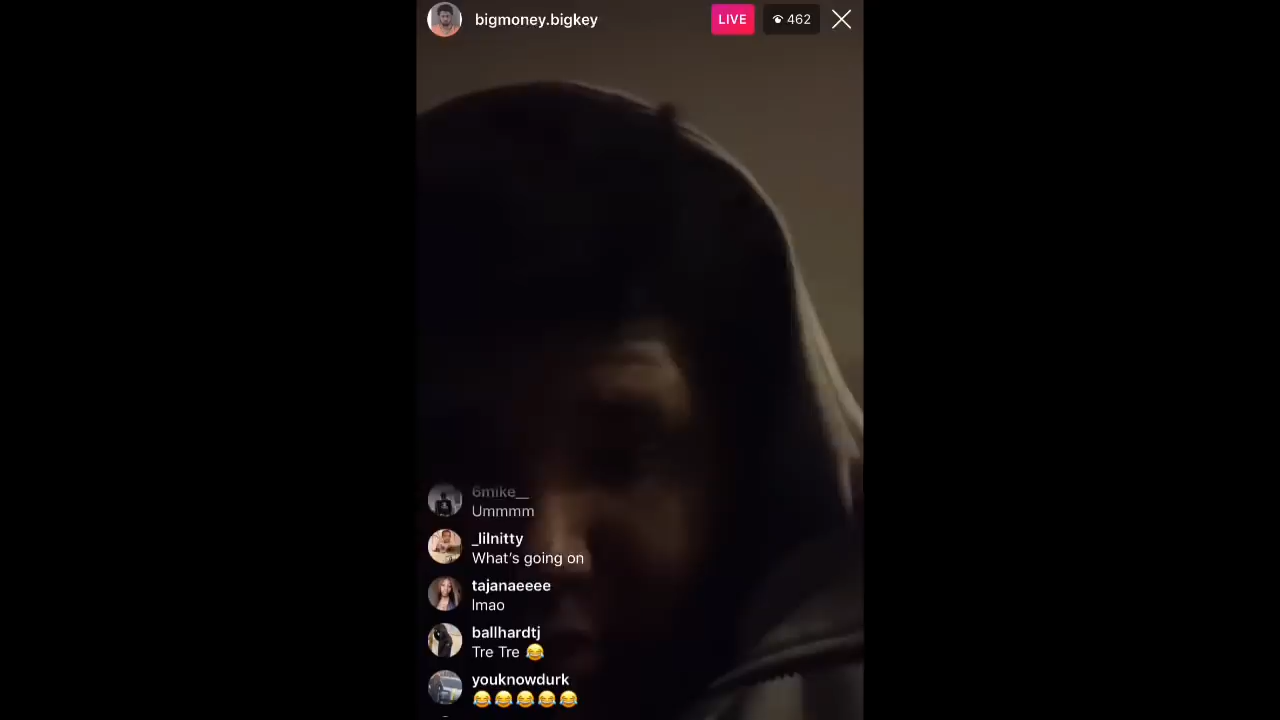 bigmoney.bigkey
LIVE
462
6mike__
Ummmm
_lilnitty
What's going on
tajanaeeee
lmao
ballhardtj
Tre Tre 😂
youknowdurk
😂😂😂😂😂